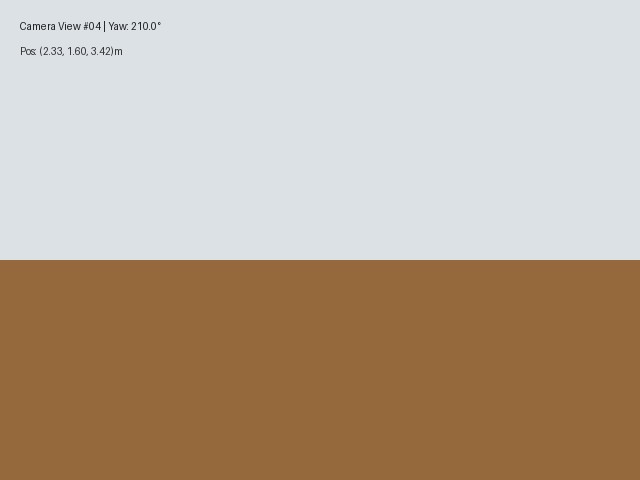 Camera View #04 | Yaw: 210.0°
Pos: (2.33, 1.60, 3.42)m